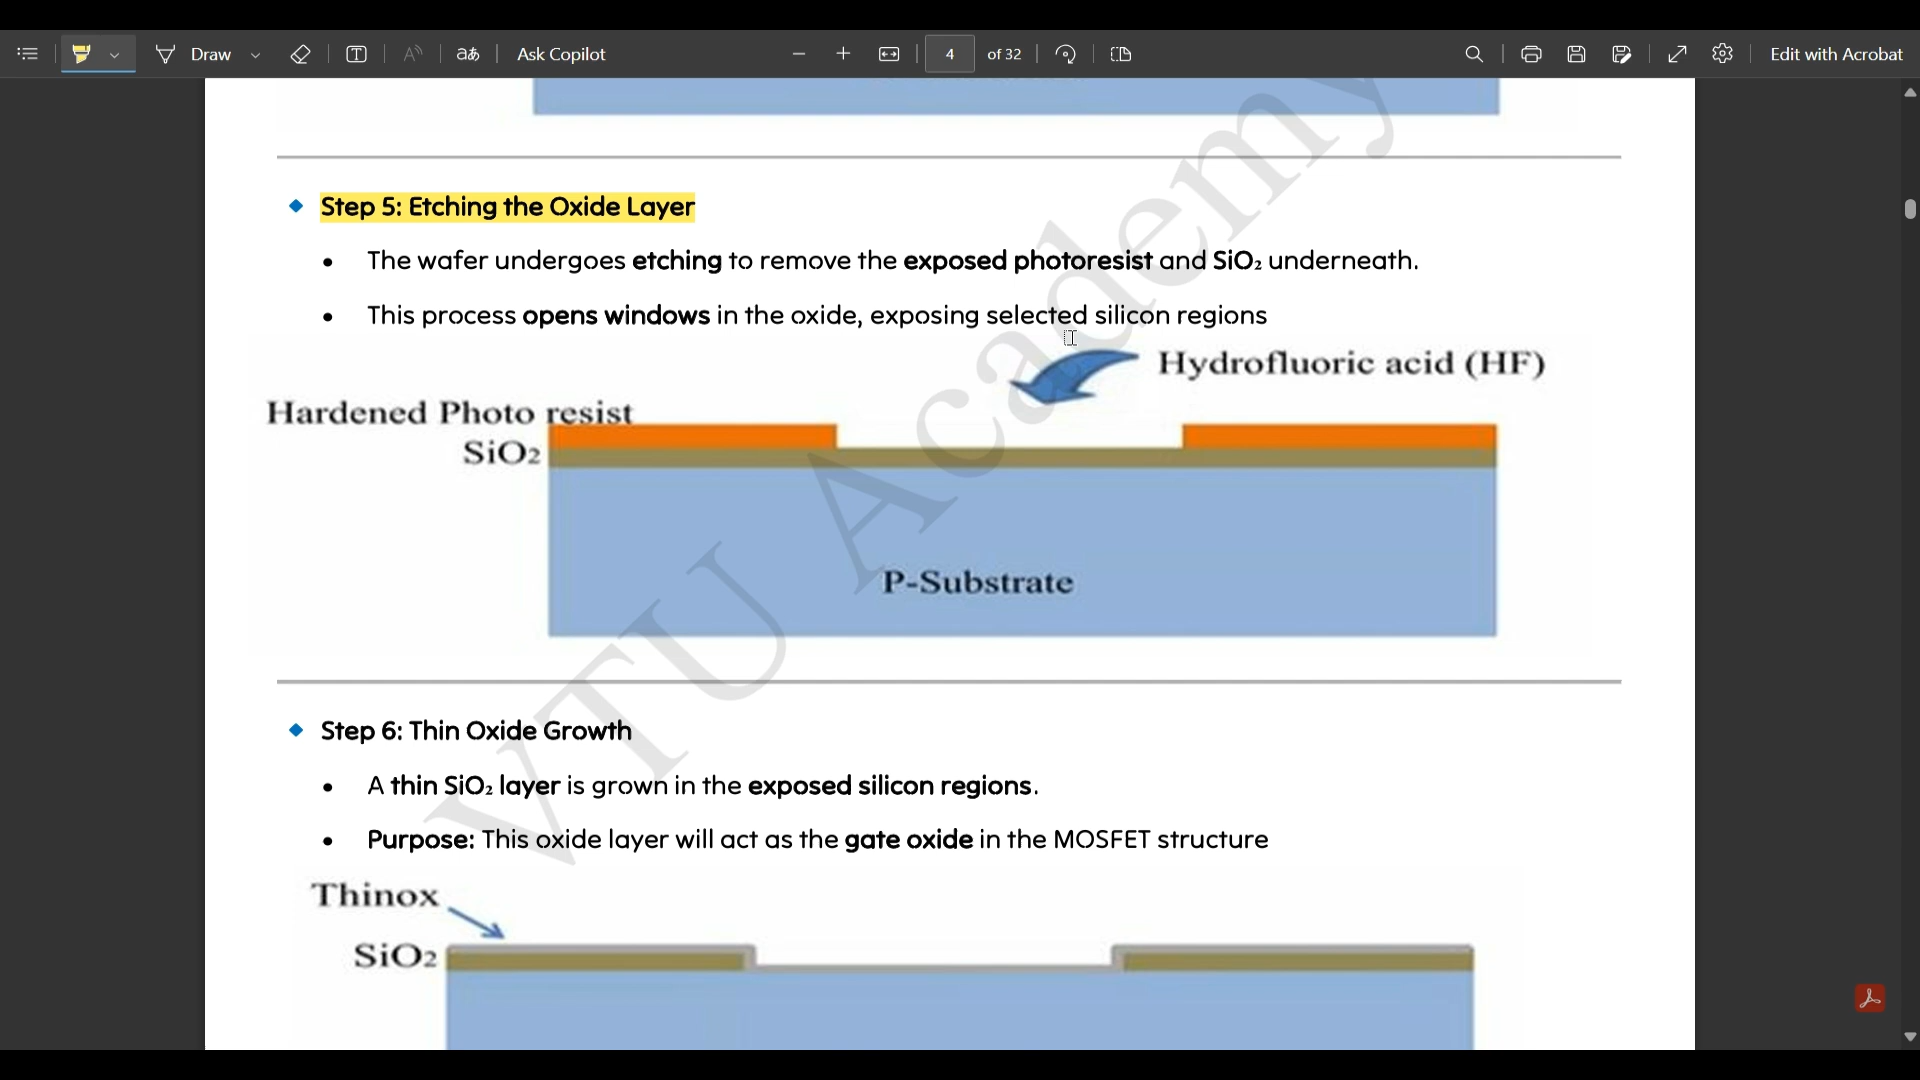 Draw
A
aあ
Ask Copilot
4
of 32
Edit with Acrobat
Step 5: Etching the Oxide Layer
• The wafer undergoes etching to remove the exposed photoresist and SiO₂ underneath.
• This process opens windows in the oxide, exposing selected silicon regions
Hydrofluoric acid (HF)
Hardened Photo resist
SiO₂
P-Substrate
VTU Academy
Step 6: Thin Oxide Growth
• A thin SiO₂ layer is grown in the exposed silicon regions.
• Purpose: This oxide layer will act as the gate oxide in the MOSFET structure
Thinox
SiO₂